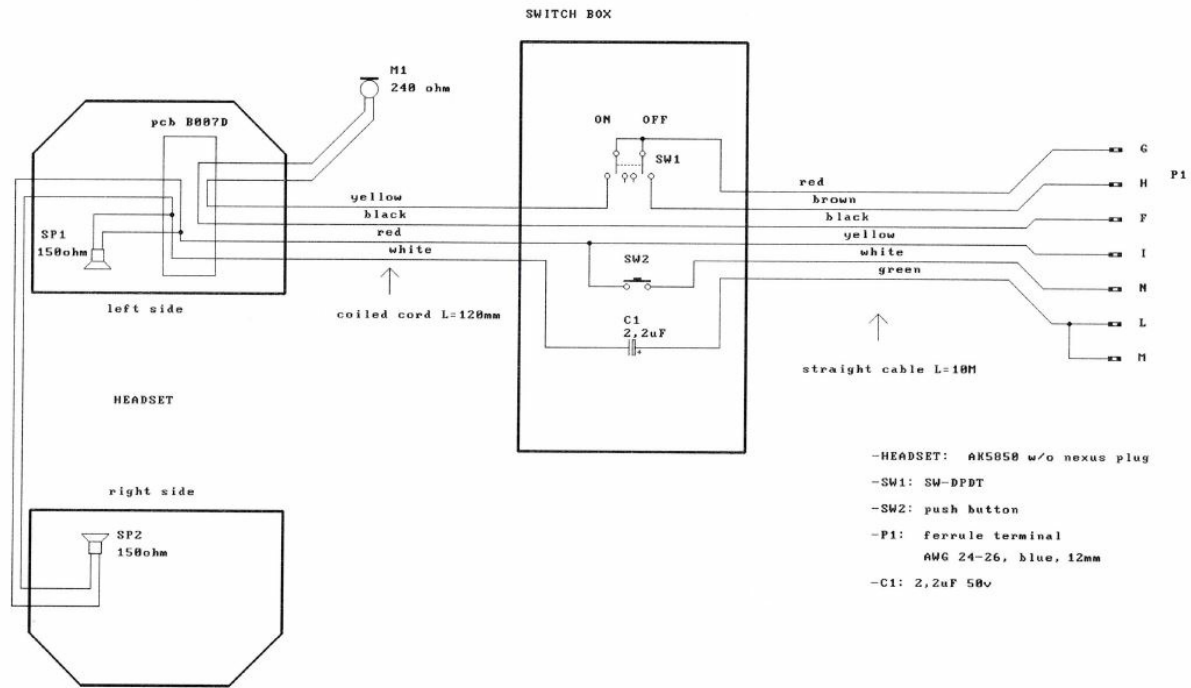 SWITCH BOX
M1
240 ohm
pcb B007D
ON OFF
SW1
G
P1
red
H
brown
yellow
black
black
F
red
yellow
SP1
150ohm
white
SW2
white
I
green
N
left side
coiled cord L=120mm
C1
2,2uF
+
L
M
straight cable L=10M
HEADSET
-HEADSET: AK5850 w/o nexus plug
-SW1: SW-DPDT
-SW2: push button
-P1: ferrule terminal
AWG 24-26, blue, 12mm
-C1: 2,2uF 50v
right side
SP2
150ohm